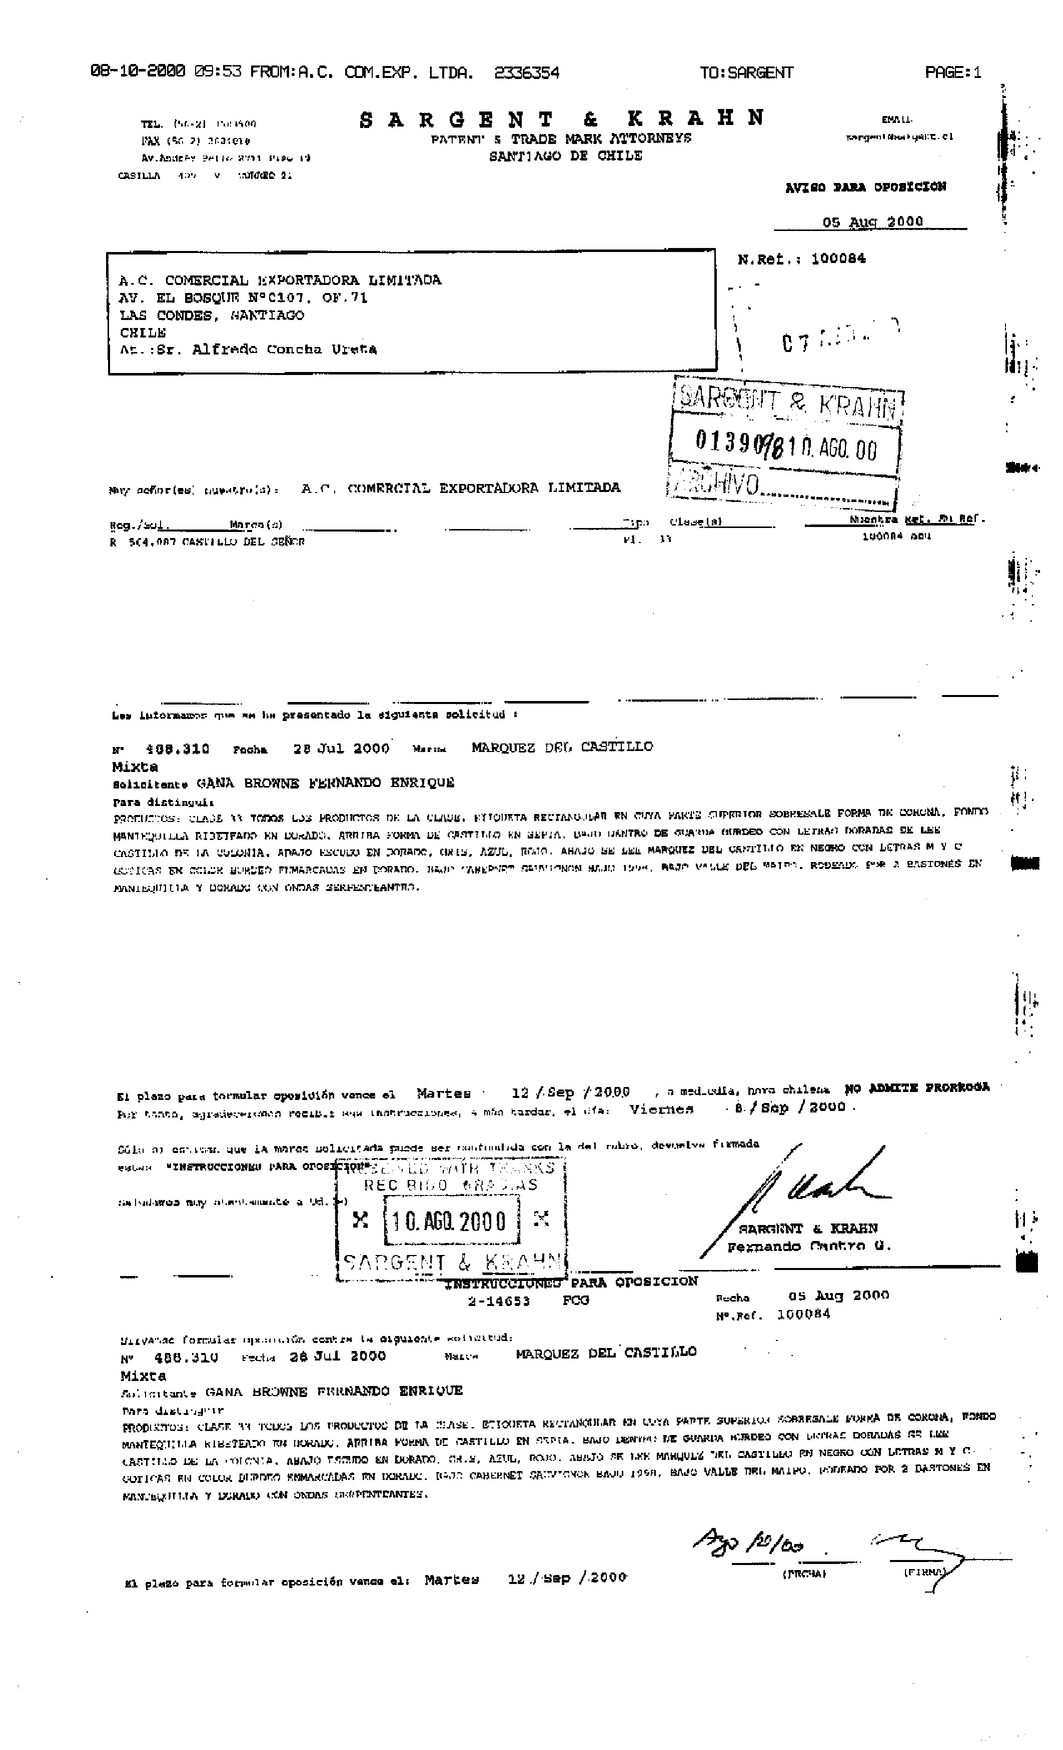 08-10-2000 09:53 FROM:A.C. COM.EXP. LTDA. 2336354 TO:SARGENT PAGE:1
SARGENT & KRAHN
PATENT & TRADE MARK ATTORNEYS
SANTIAGO DE CHILE
TEL. (56-2)
FAX (56 2)
CASILLA
EMAIL
AVISO PARA OPOSICION
05 Aug 2000
N.Ref.: 100084
A.C. COMERCIAL EXPORTADORA LIMITADA
AV. EL BOSQUE N°C107, OF.71
LAS CONDES, SANTIAGO
CHILE
At.:Sr. Alfredo Concha Ureta
07
SARGENT & KRAHN
10.AGO.00
ARCHIVO
Muy señor(es) nuestro(s): A.C. COMERCIAL EXPORTADORA LIMITADA
Reg./Sol. Marca(s) Tipo Clase(s) Nuestra Ref.
R 564.087 CASTILLO DEL SEÑOR 33 100084
Les informamos que se ha presentado la siguiente solicitud :
N° 488.310 Fecha 28 Jul 2000 Marca MARQUEZ DEL CASTILLO
Mixta
Solicitante GANA BROWNE FERNANDO ENRIQUE
Para distinguir
PRODUCTOS: CLASE 33 TODOS LOS PRODUCTOS DE LA CLASE. ETIQUETA RECTANGULAR EN CUYA PARTE SUPERIOR SOBRESALE FORMA DE CORONA, FONDO
MANTEQUILLA RIBETEADO EN DORADO. ARRIBA FORMA DE CASTILLO EN SEPIA. BAJO DENTRO DE GUARDA BURDEO CON LETRAS DORADAS SE LEE
CASTILLO DE LA COLONIA. ABAJO ESCUDO EN DORADO, GRIS, AZUL, ROJO. ABAJO SE LEE MARQUEZ DEL CASTILLO EN NEGRO CON LETRAS M Y C
GOTICAS EN COLOR BURDEO ENMARCADAS EN DORADO. BAJO CABERNET SAUVIGNON BAJO 1998, BAJO VALLE DEL MAIPO. RODEADO POR 2 BASTONES EN
MANTEQUILLA Y DORADO CON ONDAS SERPENTEANTES.
El plazo para formular oposición vence el Martes 12/Sep/2000 , a mediodía, hora chilena NO ADMITE PRORROGA
Por tanto, agradeceremos recibir sus instrucciones, a más tardar, el día: Viernes 8/Sep/2000.
Sólo si estiman que la marca solicitada puede ser confundida con la del rubro, devuelva firmada
estas "INSTRUCCIONES PARA OPOSICION"
Saludamos muy atentamente a Ud.(s)
RECEIVED WITH THANKS
RECIBIDO GRACIAS
10.AGO.2000
SARGENT & KRAHN
SARGENT & KRAHN
Fernando Castro G.
INSTRUCCIONES PARA OPOSICION
2-14653 FCG
Fecha 05 Aug 2000
N°.Ref. 100084
Sírvanse formular oposición contra la siguiente solicitud:
N° 488.310 Fecha 28 Jul 2000 Marca MARQUEZ DEL CASTILLO
Mixta
Solicitante GANA BROWNE FERNANDO ENRIQUE
Para distinguir
PRODUCTOS: CLASE 33 TODOS LOS PRODUCTOS DE LA CLASE. ETIQUETA RECTANGULAR EN CUYA PARTE SUPERIOR SOBRESALE FORMA DE CORONA, FONDO
MANTEQUILLA RIBETEADO EN DORADO. ARRIBA FORMA DE CASTILLO EN SEPIA. BAJO DENTRO DE GUARDA BURDEO CON LETRAS DORADAS SE LEE
CASTILLO DE LA COLONIA. ABAJO ESCUDO EN DORADO, GRIS, AZUL, ROJO. ABAJO SE LEE MARQUEZ DEL CASTILLO EN NEGRO CON LETRAS M Y C
GOTICAS EN COLOR BURDEO ENMARCADAS EN DORADO. BAJO CABERNET SAUVIGNON BAJO 1998, BAJO VALLE DEL MAIPO. RODEADO POR 2 BASTONES EN
MANTEQUILLA Y DORADO CON ONDAS SERPENTEANTES.
Ago 10/00
(FECHA) (FIRMA)
El plazo para formular oposición vence el: Martes 12/Sep/2000